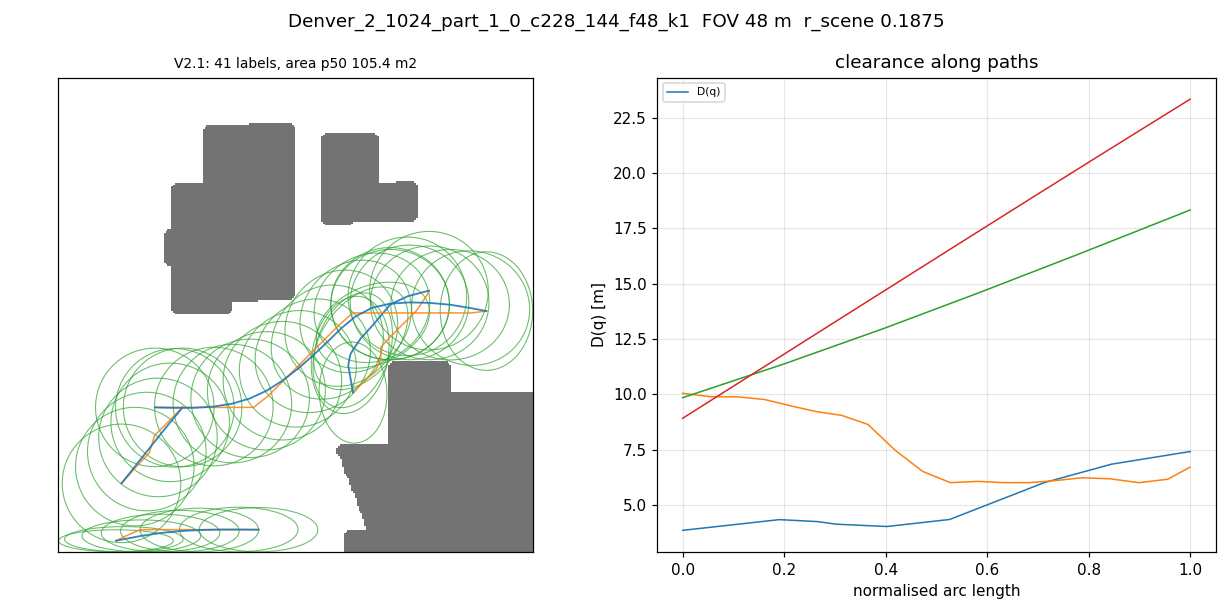 Denver_2_1024_part_1_0_c228_144_f48_k1  FOV 48 m  r_scene 0.1875
V2.1: 41 labels, area p50 105.4 m2
clearance along paths
D(q)
22.5
20.0
17.5
15.0
12.5
10.0
7.5
5.0
D(q) [m]
0.0 0.2 0.4 0.6 0.8 1.0
normalised arc length